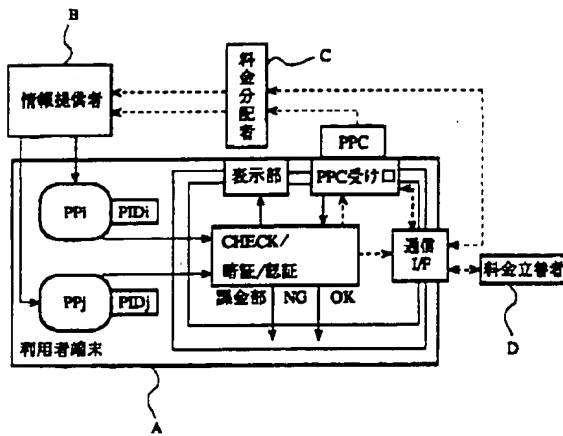 B
C
情報提供者
料金分配者
PPC
表示部
PPC受け口
PPi
PIDi
CHECK/
暗証/認証
通信
I/F
料金立替者
PPj
PIDj
課金部
NG
OK
利用者端末
D
A